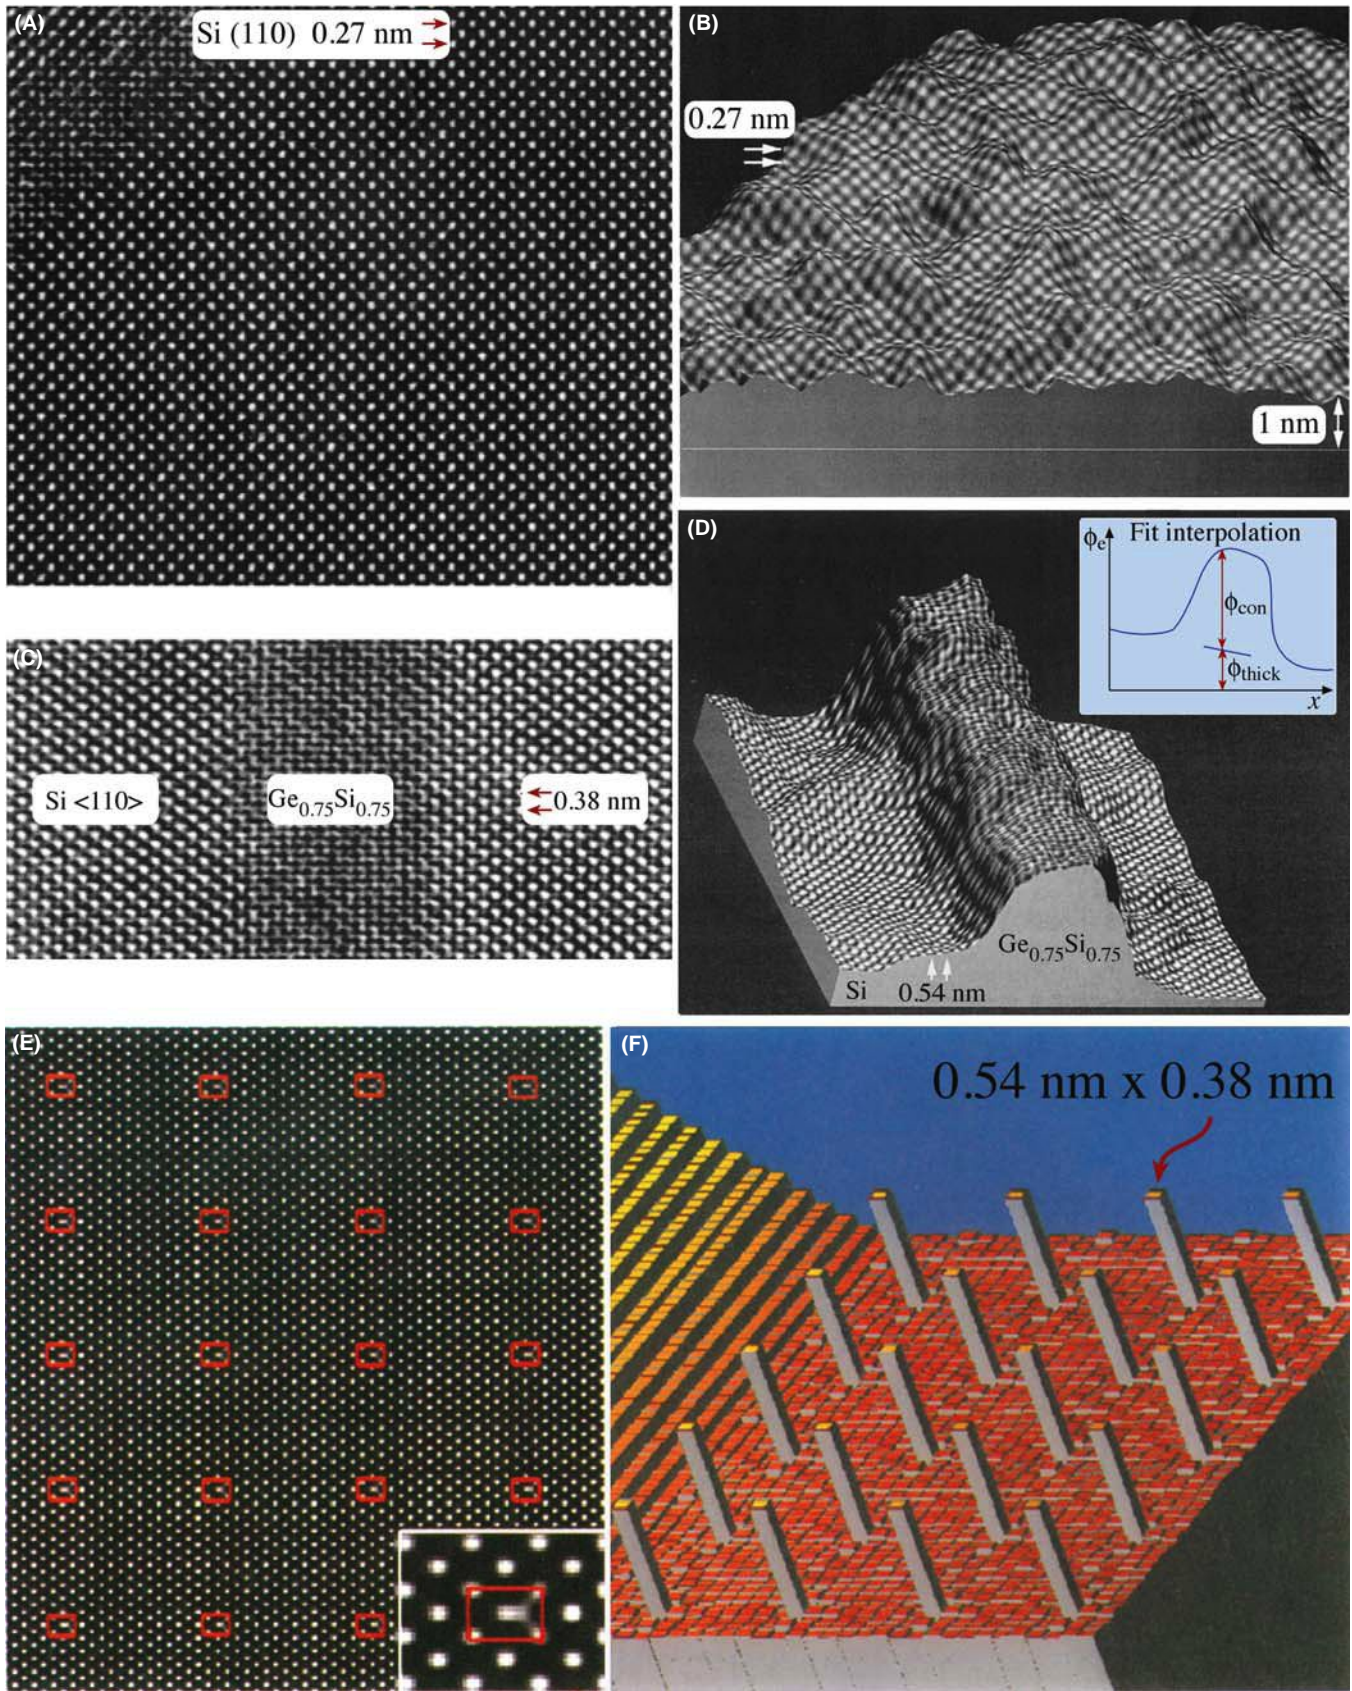 (A)
Si (110) 0.27 nm
(B)
0.27 nm
1 nm
(C)
Si <110>
Ge0.75Si0.75
0.38 nm
(D)
Fit interpolation
ϕe
ϕcon
ϕthick
x
Ge0.75Si0.75
Si
0.54 nm
(E)
(F)
0.54 nm x 0.38 nm